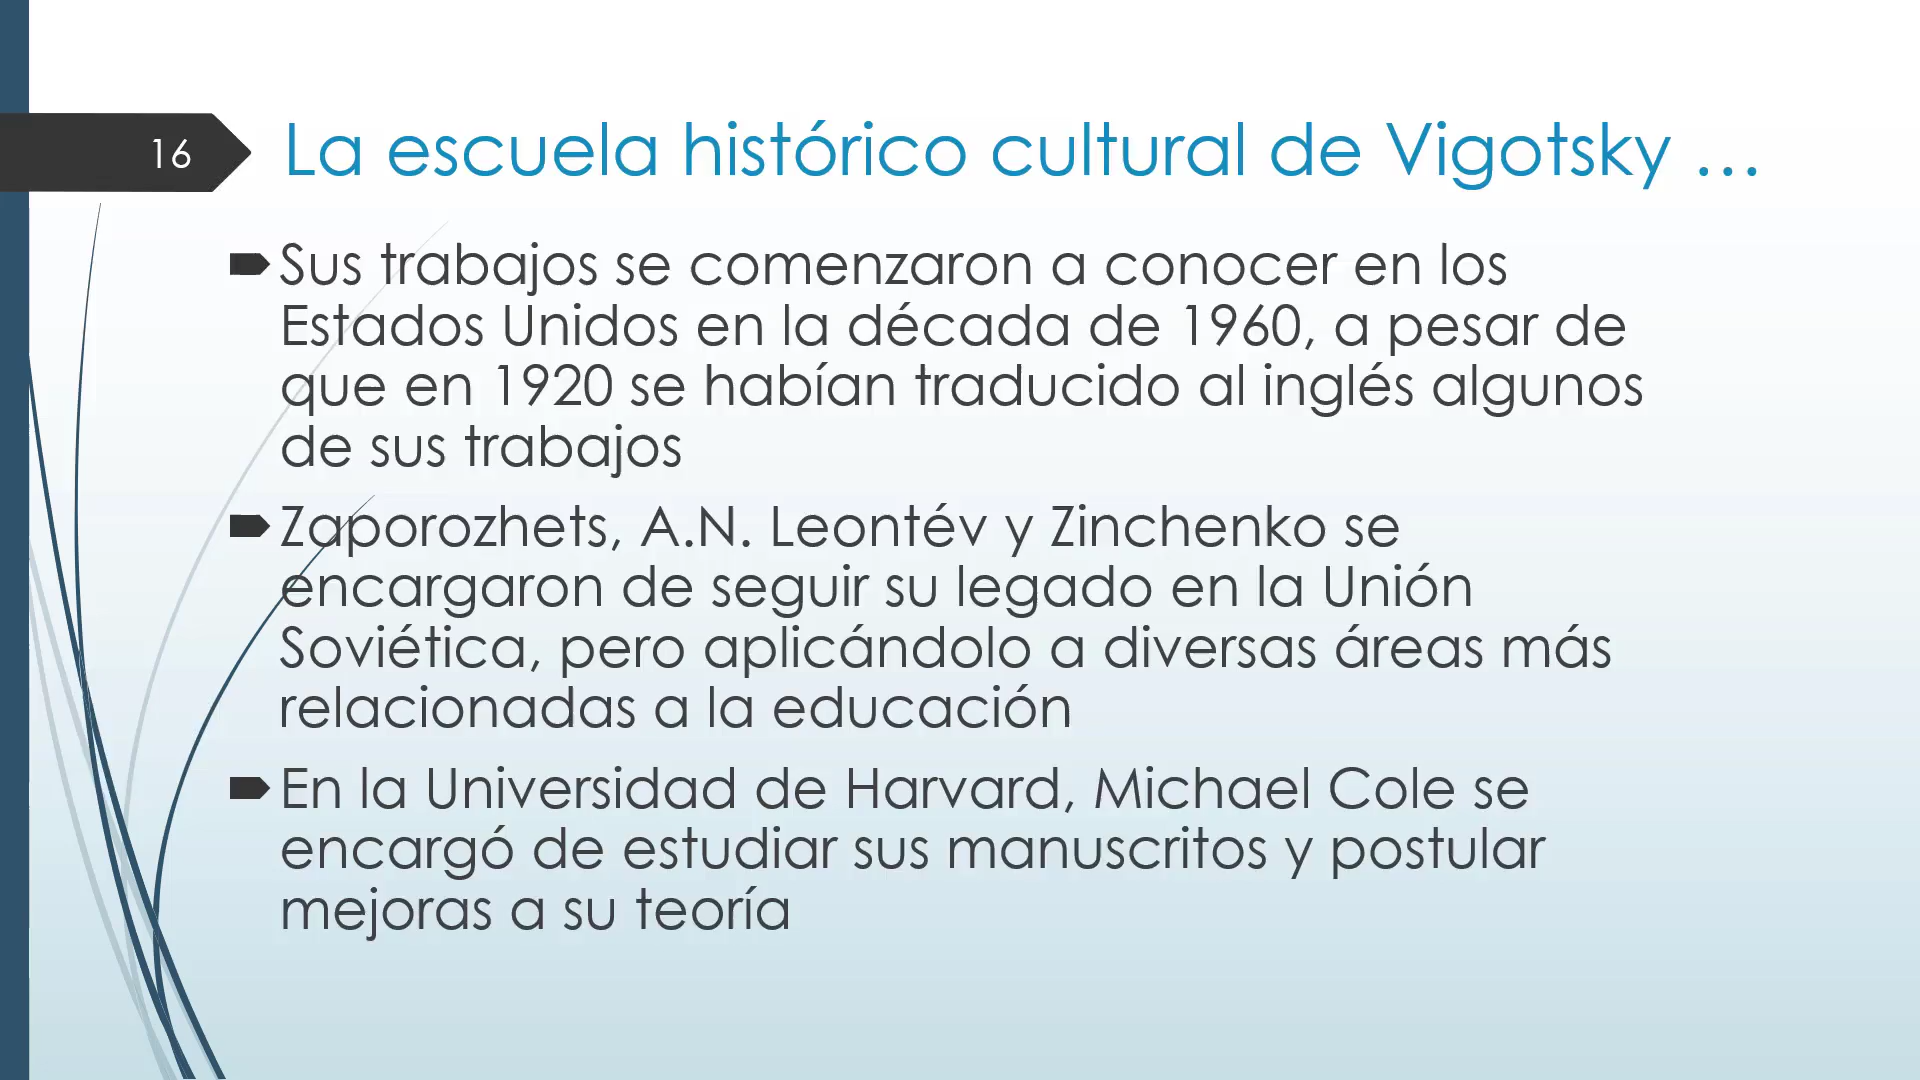 16
La escuela histórico cultural de Vigotsky …
Sus trabajos se comenzaron a conocer en los
Estados Unidos en la década de 1960, a pesar de
que en 1920 se habían traducido al inglés algunos
de sus trabajos
Zaporozhets, A.N. Leontév y Zinchenko se
encargaron de seguir su legado en la Unión
Soviética, pero aplicándolo a diversas áreas más
relacionadas a la educación
En la Universidad de Harvard, Michael Cole se
encargó de estudiar sus manuscritos y postular
mejoras a su teoría